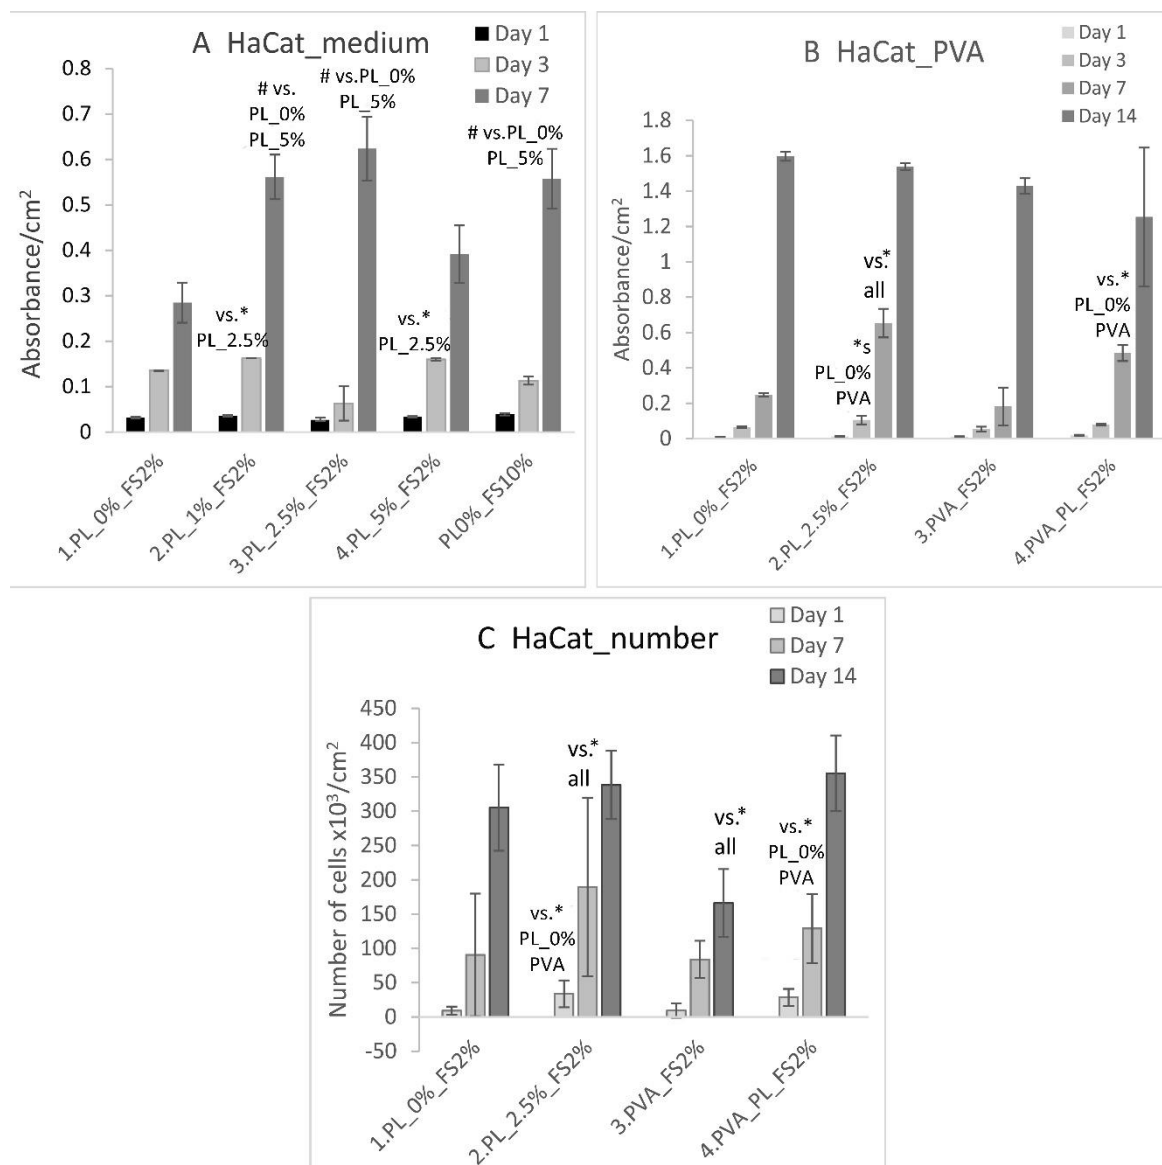 A HaCat_medium
Day 1
Day 3
Day 7
Absorbance/cm²
0.8
0.7
0.6
0.5
0.4
0.3
0.2
0.1
0
# vs.
PL_0%
PL_5%
# vs.PL_0%
PL_5%
# vs.PL_0%
PL_5%
vs.*
PL_2.5%
vs.*
PL_2.5%
1.PL_0%_FS2%
2.PL_1%_FS2%
3.PL_2.5%_FS2%
4.PL_5%_FS2%
PL0%_FS10%
B HaCat_PVA
Day 1
Day 3
Day 7
Day 14
Absorbance/cm²
1.8
1.6
1.4
1.2
1
0.8
0.6
0.4
0.2
0
vs.*
all
*s
PL_0%
PVA
vs.*
PL_0%
PVA
1.PL_0%_FS2%
2.PL_2.5%_FS2%
3.PVA_FS2%
4.PVA_PL_FS2%
C HaCat_number
Day 1
Day 7
Day 14
Number of cells x10³/cm²
450
400
350
300
250
200
150
100
50
0
-50
vs.*
PL_0%
PVA
vs.*
all
vs.*
all
vs.*
PL_0%
PVA
1.PL_0%_FS2%
2.PL_2.5%_FS2%
3.PVA_FS2%
4.PVA_PL_FS2%